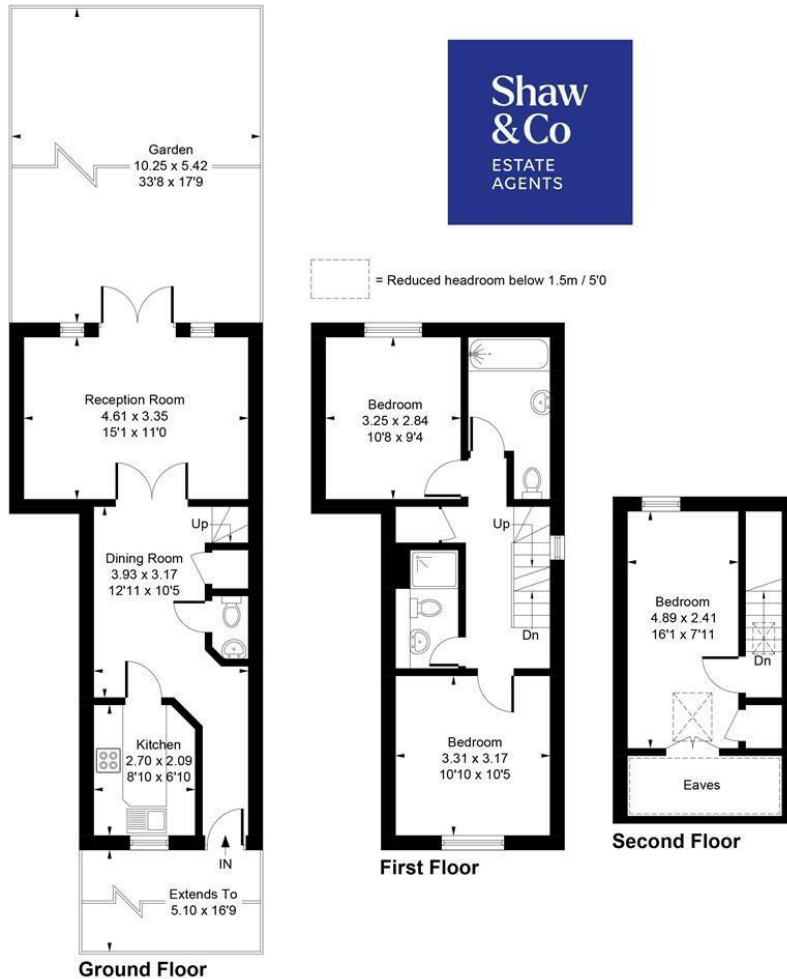 Shaw
& Co
ESTATE
AGENTS
= Reduced headroom below 1.5m / 5'0
Garden
10.25 x 5.42
33'8 x 17'9
Reception Room
4.61 x 3.35
15'1 x 11'0
Up
Dining Room
3.93 x 3.17
12'11 x 10'5
Kitchen
2.70 x 2.09
8'10 x 6'10
IN
Extends To
5.10 x 16'9
Ground Floor
Bedroom
3.25 x 2.84
10'8 x 9'4
Up
Dn
Bedroom
3.31 x 3.17
10'10 x 10'5
First Floor
Bedroom
4.89 x 2.41
16'1 x 7'11
Dn
Eaves
Second Floor